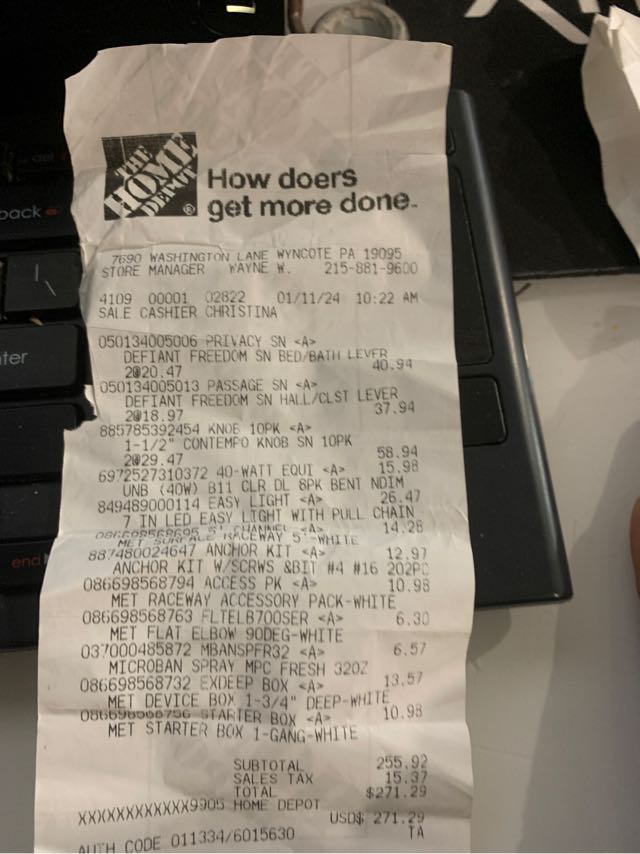 THE
HOME
DEPOT
How doers
get more done.
7690 WASHINGTON LANE WYNCOTE PA 19095
STORE MANAGER WAYNE W. 215-881-9600
4109 00001 02822 01/11/24 10:22 AM
SALE CASHIER CHRISTINA
050134005006 PRIVACY SN <A>
DEFIANT FREEDOM SN BED/BATH LEVER
2@20.47 40.94
050134005013 PASSAGE SN <A>
DEFIANT FREEDOM SN HALL/CLST LEVER
2@18.97 37.94
885785392454 KNOB 10PK <A>
1-1/2" CONTEMPO KNOB SN 10PK
2@29.47 58.94
6972527310372 40-WATT EQUI <A> 15.98
UNB (40W) B11 CLR DL 8PK BENT NDIM
849489000114 EASY LIGHT <A> 26.47
7 IN LED EASY LIGHT WITH PULL CHAIN
5' CHANNEL <A> 14.28
RACEWAY 5'-WHITE
887480024647 ANCHOR KIT <A> 12.97
ANCHOR KIT W/SCRWS &BIT #4 #16 202PC
086698568794 ACCESS PK <A> 10.98
MET RACEWAY ACCESSORY PACK-WHITE
086698568763 FLTELB700SER <A> 6.30
MET FLAT ELBOW 90DEG-WHITE
037000485872 MBANSPFR32 <A> 6.57
MICROBAN SPRAY MPC FRESH 32OZ
086698568732 EXDEEP BOX <A> 13.57
MET DEVICE BOX 1-3/4" DEEP-WHITE
086698568756 STARTER BOX <A> 10.98
MET STARTER BOX 1-GANG-WHITE
SUBTOTAL 255.92
SALES TAX 15.37
TOTAL $271.29
XXXXXXXXXXXX9905 HOME DEPOT
USD$ 271.29
AUTH CODE 011334/6015630 TA
back
enter
end